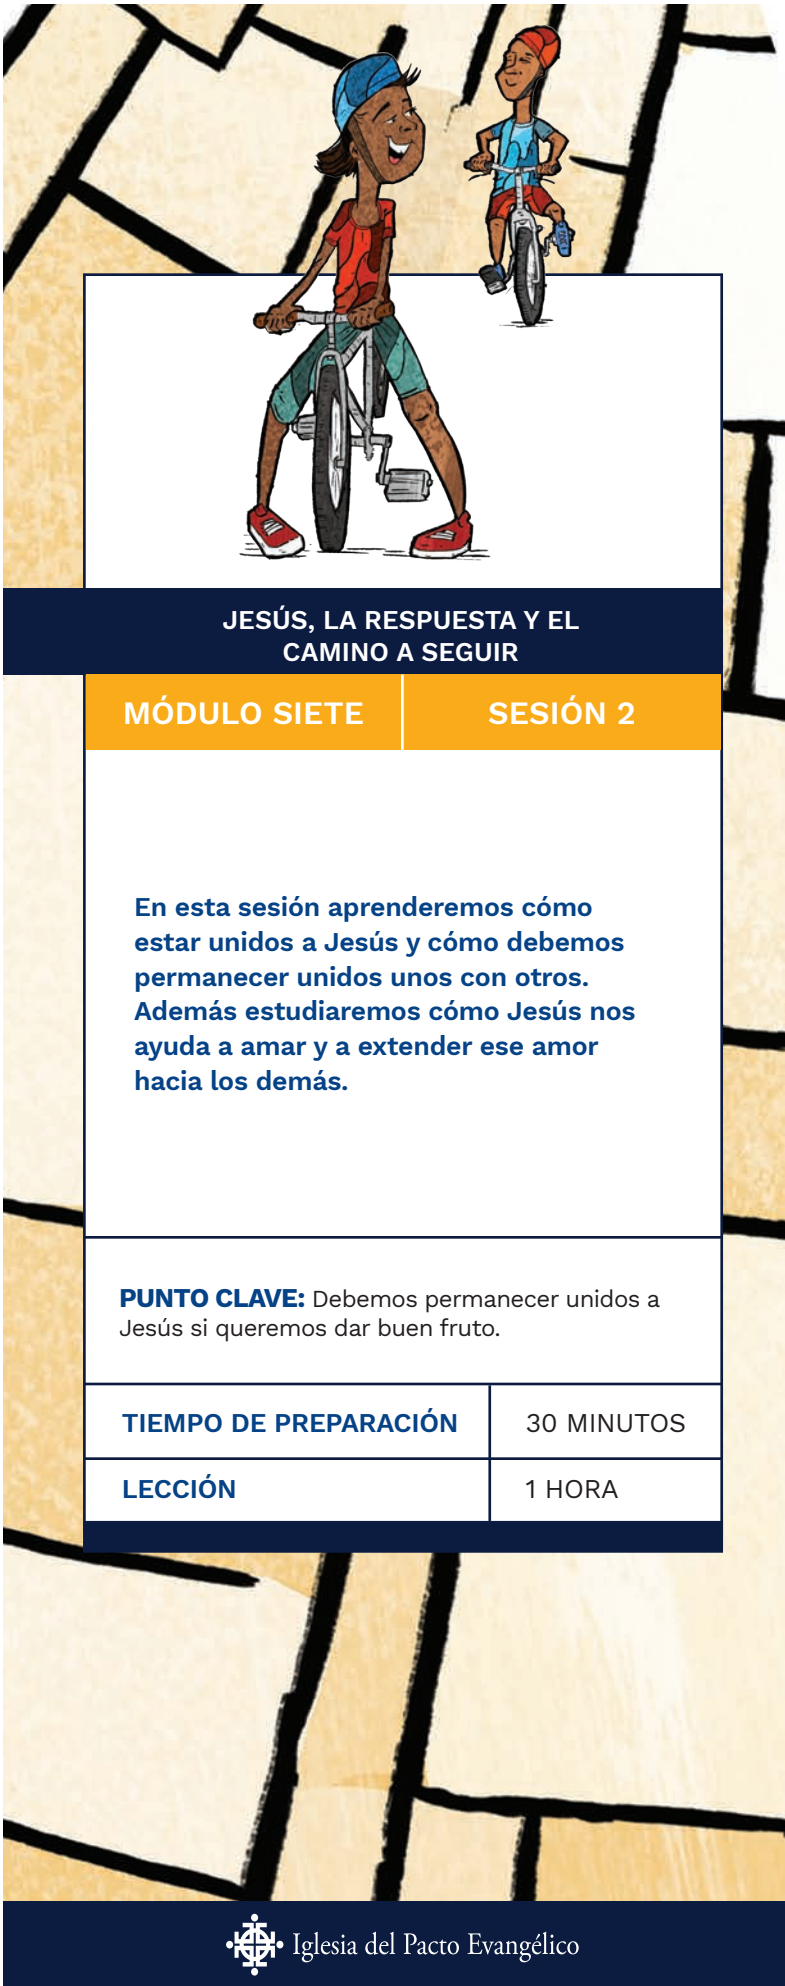 JESÚS, LA RESPUESTA Y EL
CAMINO A SEGUIR
MÓDULO SIETE
SESIÓN 2
En esta sesión aprenderemos cómo
estar unidos a Jesús y cómo debemos
permanecer unidos unos con otros.
Además estudiaremos cómo Jesús nos
ayuda a amar y a extender ese amor
hacia los demás.
PUNTO CLAVE: Debemos permanecer unidos a
Jesús si queremos dar buen fruto.
TIEMPO DE PREPARACIÓN
30 MINUTOS
LECCIÓN
1 HORA
Iglesia del Pacto Evangélico